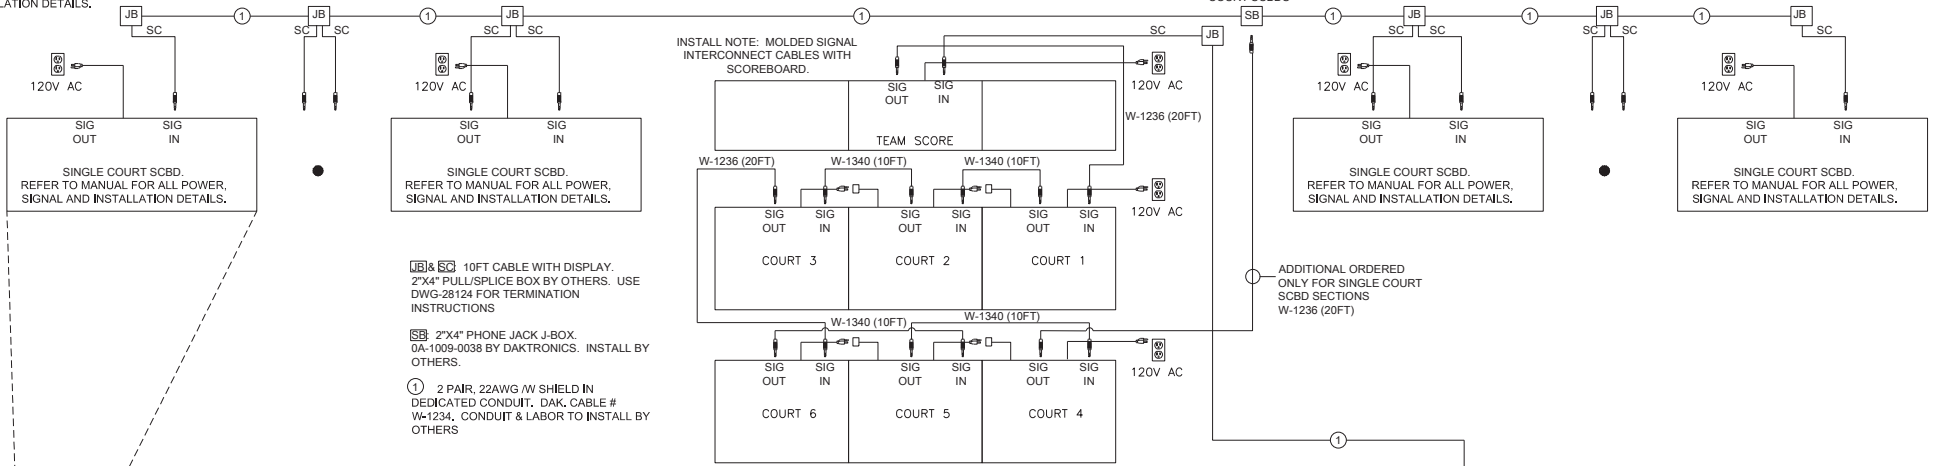 LATION DETAILS.
JB
1
JB
1
JB
1
SB
1
JB
1
JB
1
JB
SC
SC
SC
SC
SC
SC
JB
SC
SC
SC
SC
SC
INSTALL NOTE: MOLDED SIGNAL
INTERCONNECT CABLES WITH
SCOREBOARD.
120V AC
120V AC
120V AC
120V AC
120V AC
SIG
OUT
SIG
IN
TEAM SCORE
W-1236 (20FT)
SIG
OUT
SIG
IN
SINGLE COURT SCBD.
REFER TO MANUAL FOR ALL POWER,
SIGNAL AND INSTALLATION DETAILS.
SIG
OUT
SIG
IN
SINGLE COURT SCBD.
REFER TO MANUAL FOR ALL POWER,
SIGNAL AND INSTALLATION DETAILS.
SIG
OUT
SIG
IN
SINGLE COURT SCBD.
REFER TO MANUAL FOR ALL POWER,
SIGNAL AND INSTALLATION DETAILS.
SIG
OUT
SIG
IN
SINGLE COURT SCBD.
REFER TO MANUAL FOR ALL POWER,
SIGNAL AND INSTALLATION DETAILS.
W-1236 (20FT)
W-1340 (10FT)
W-1340 (10FT)
120V AC
SIG
OUT
SIG
IN
SIG
OUT
SIG
IN
SIG
OUT
SIG
IN
COURT 3
COURT 2
COURT 1
JB & SC: 10FT CABLE WITH DISPLAY.
2"X4" PULL/SPLICE BOX BY OTHERS. USE
DWG-28124 FOR TERMINATION
INSTRUCTIONS
SB: 2"X4" PHONE JACK J-BOX.
0A-1009-0038 BY DAKTRONICS. INSTALL BY
OTHERS.
1 2 PAIR, 22AWG /W SHIELD IN
DEDICATED CONDUIT. DAK. CABLE #
W-1234. CONDUIT & LABOR TO INSTALL BY
OTHERS
ADDITIONAL ORDERED
ONLY FOR SINGLE COURT
SCBD SECTIONS
W-1236 (20FT)
W-1340 (10FT)
W-1340 (10FT)
120V AC
SIG
OUT
SIG
IN
SIG
OUT
SIG
IN
SIG
OUT
SIG
IN
COURT 6
COURT 5
COURT 4
1